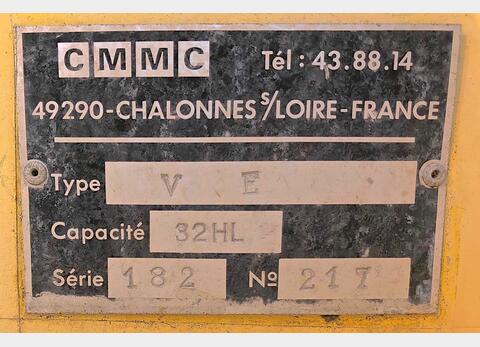 CMMC Tél : 43.88.14
49290-CHALONNES S/LOIRE-FRANCE
Type V E
Capacité 32HL
Série 182 Nº 217